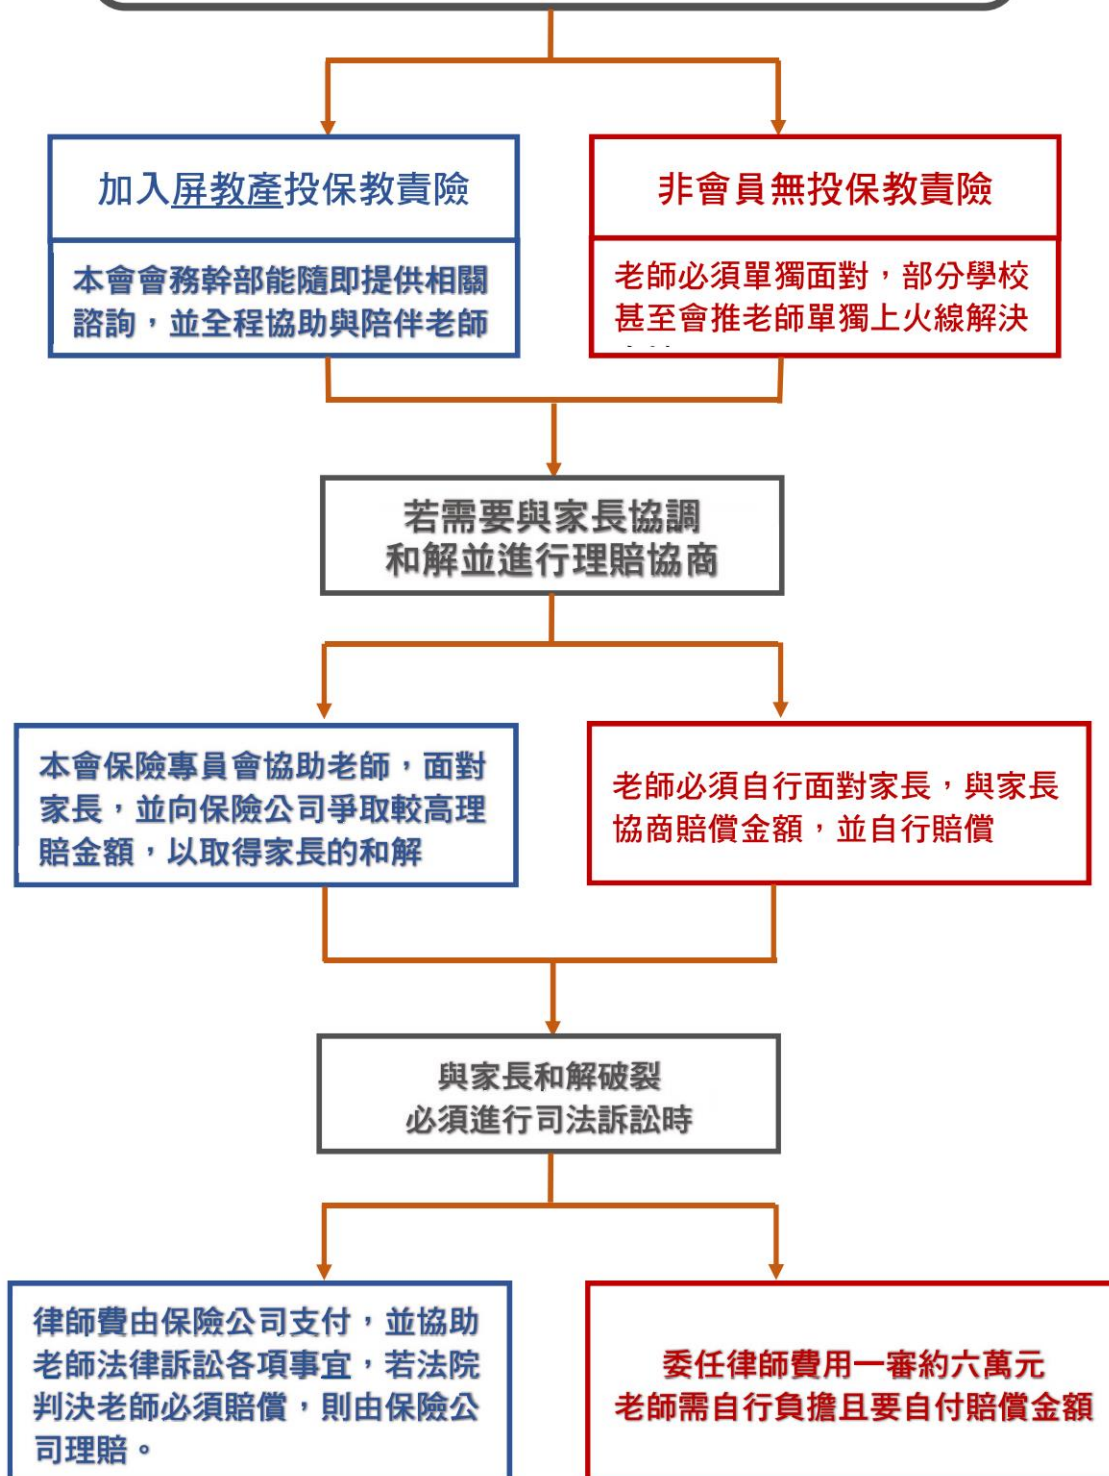 加入屏教產投保教責險
非會員無投保教責險
本會會務幹部能隨即提供相關
諮詢，並全程協助與陪伴老師
老師必須單獨面對，部分學校
甚至會推老師單獨上火線解決
若需要與家長協調
和解並進行理賠協商
本會保險專員會協助老師，面對
家長，並向保險公司爭取較高理
賠金額，以取得家長的和解
老師必須自行面對家長，與家長
協商賠償金額，並自行賠償
與家長和解破裂
必須進行司法訴訟時
律師費由保險公司支付，並協助
老師法律訴訟各項事宜，若法院
判決老師必須賠償，則由保險公
司理賠。
委任律師費用一審約六萬元
老師需自行負擔且要自付賠償金額